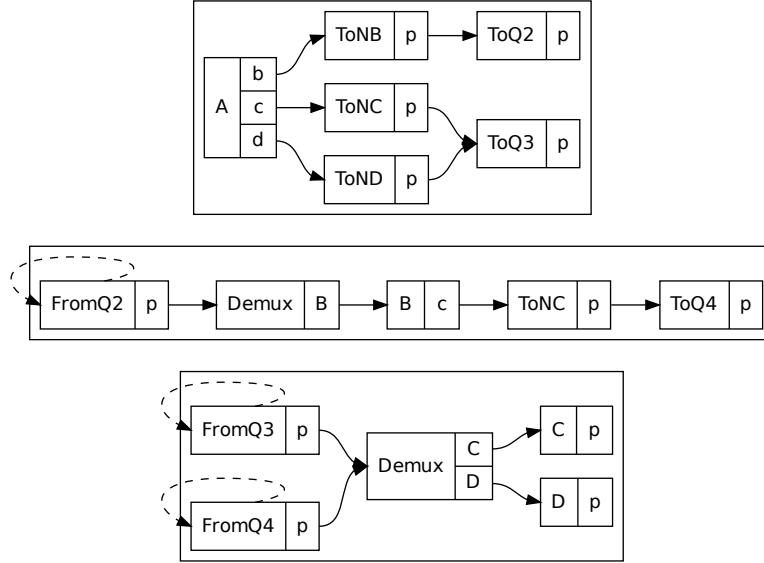 ToNB p ToQ2 p
A b c d
ToNC p
ToQ3 p
ToND p
FromQ2 p Demux B B c ToNC p ToQ4 p
FromQ3 p
Demux C D
C p
D p
FromQ4 p